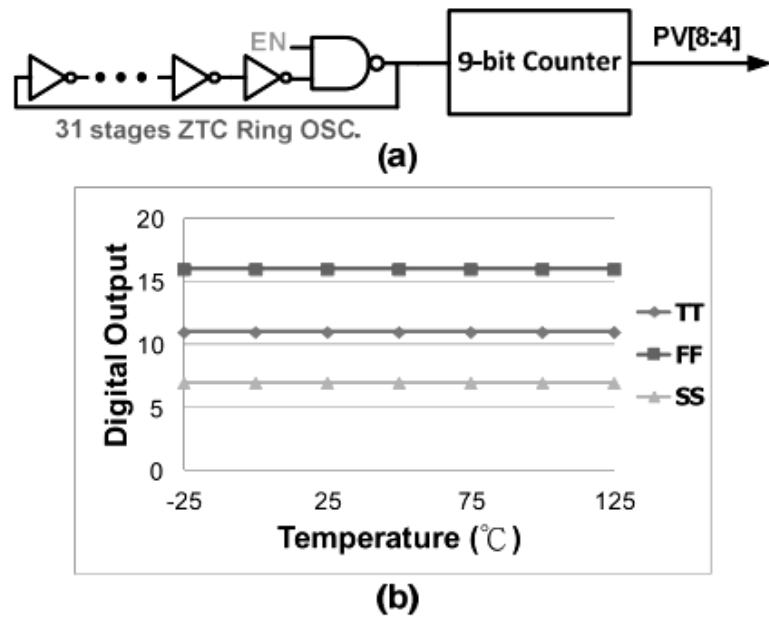 EN
9-bit Counter
PV[8:4]
31 stages ZTC Ring OSC.
(a)
20
15
10
5
0
Digital Output
-25
25
75
125
Temperature (℃)
TT
FF
SS
(b)